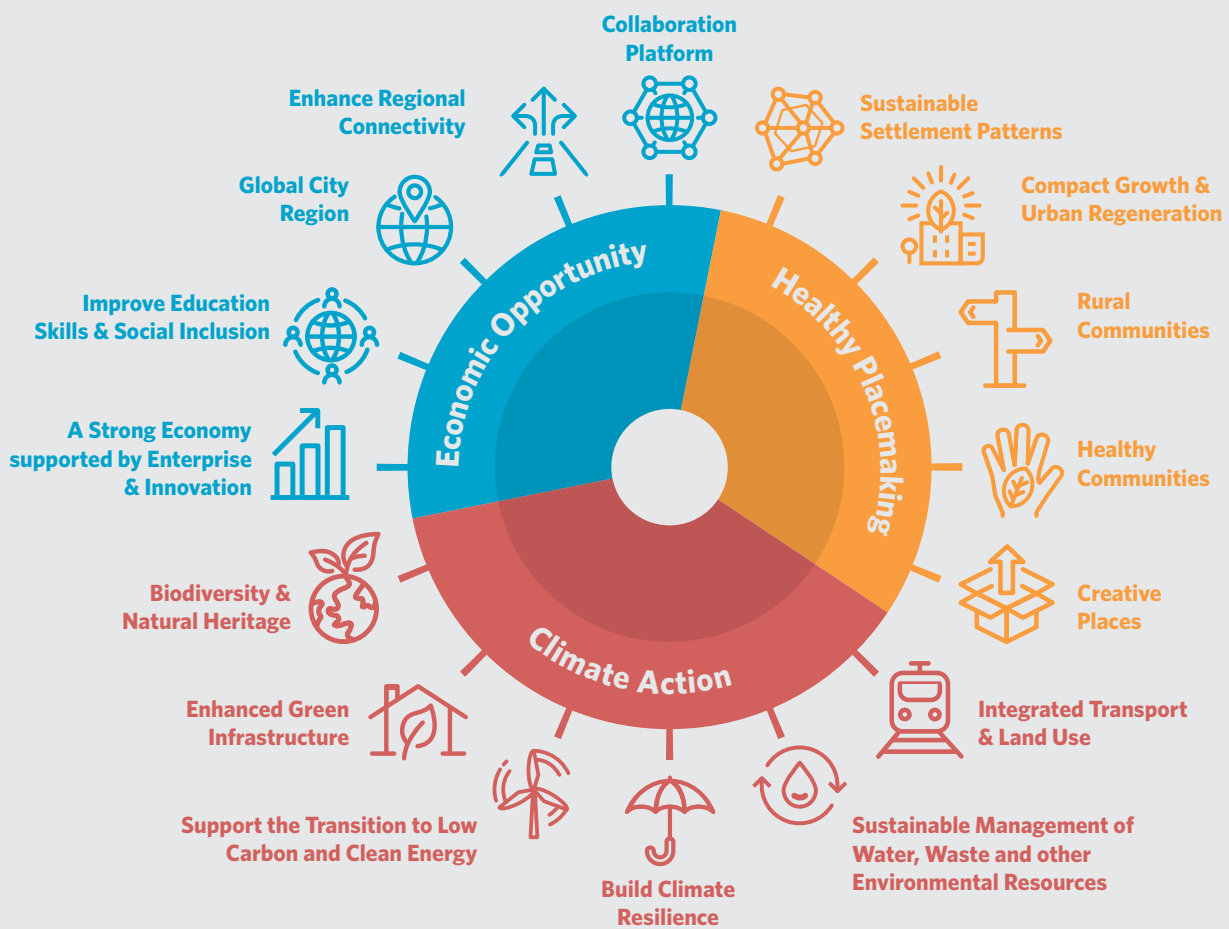 Collaboration
Platform
Sustainable
Settlement Patterns
Compact Growth &
Urban Regeneration
Rural
Communities
Healthy
Communities
Creative
Places
Integrated Transport
& Land Use
Sustainable Management of
Water, Waste and other
Environmental Resources
Build Climate
Resilience
Support the Transition to Low
Carbon and Clean Energy
Enhanced Green
Infrastructure
Biodiversity &
Natural Heritage
A Strong Economy
supported by Enterprise
& Innovation
Improve Education
Skills & Social Inclusion
Global City
Region
Enhance Regional
Connectivity
Economic Opportunity
Healthy Placemaking
Climate Action